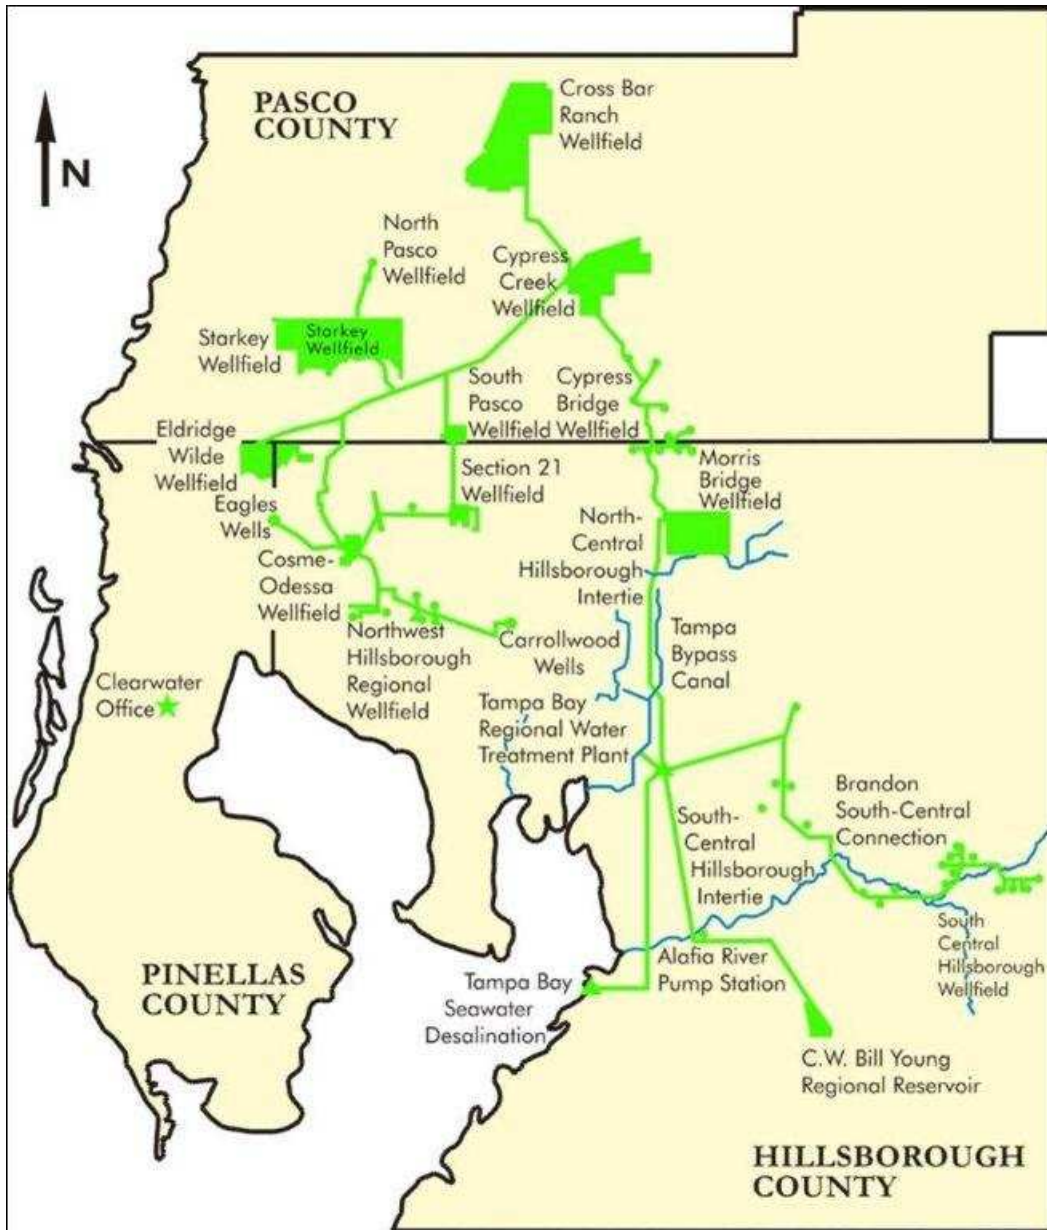 PASCO
COUNTY
Cross Bar
Ranch
Wellfield
N
North
Pasco
Wellfield
Cypress
Creek
Wellfield
Starkey
Wellfield
Starkey
Wellfield
South
Pasco
Wellfield
Cypress
Bridge
Wellfield
Eldridge
Wilde
Wellfield
Section 21
Wellfield
Morris
Bridge
Wellfield
Eagles
Wells
North-
Central
Hillsborough
Intertie
Cosme-
Odessa
Wellfield
Northwest
Hillsborough
Regional
Wellfield
Carrollwood
Wells
Tampa
Bypass
Canal
Clearwater
Office
Tampa Bay
Regional Water
Treatment Plant
South-
Central
Hillsborough
Intertie
Brandon
South-Central
Connection
South
Central
Hillsborough
Wellfield
PINELLAS
COUNTY
Tampa Bay
Seawater
Desalination
Alafia River
Pump Station
C.W. Bill Young
Regional Reservoir
HILLSBOROUGH
COUNTY